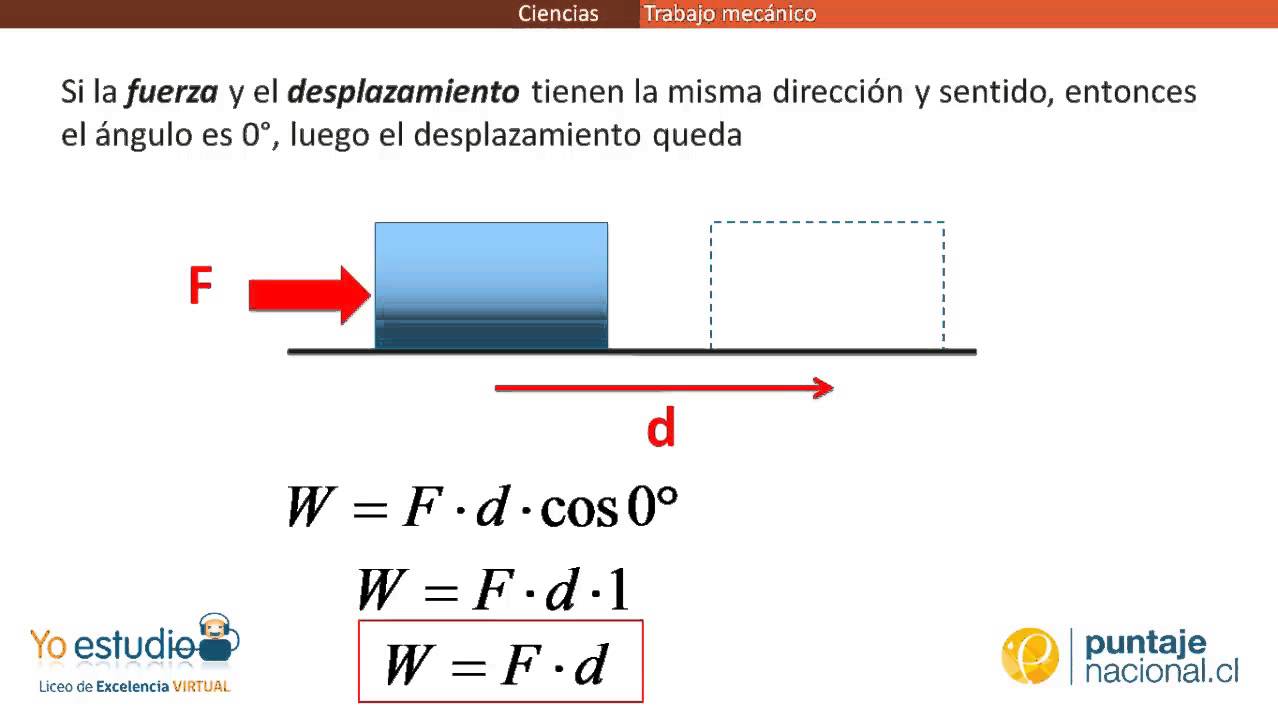 Ciencias Trabajo mecánico
Si la fuerza y el desplazamiento tienen la misma dirección y sentido, entonces
el ángulo es 0°, luego el desplazamiento queda
F
d
W = F · d · cos 0°
W = F · d · 1
W = F · d
Yo estudio
Liceo de Excelencia VIRTUAL
puntaje
nacional.cl